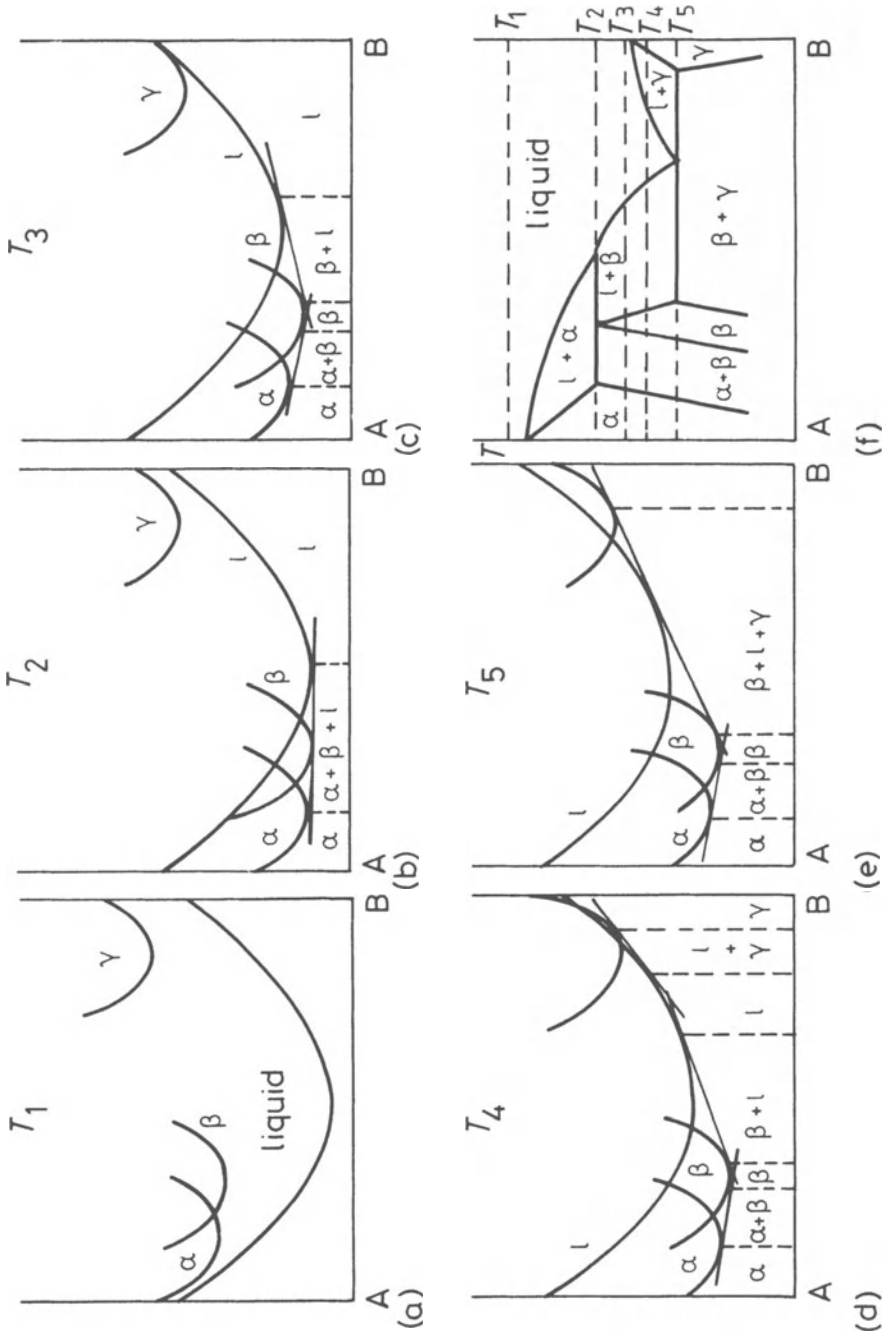 T₁
γ
β
α
liquid
A B
(a)
T₂
γ
l
β
α
l
α α + β + l
A B
(b)
T₃
γ
l
β
α
l
α α+β β β + l
A B
(c)
T₄
l
β
α
γ
l + γ
l
α α+β β β + l
A B
(d)
T₅
l
β
α
α α+β β β + l + γ
A B
(e)
T
T₁
liquid
T₂
T₃
T₄
T₅
l + α
l + β
l + γ
α
γ
α+β β β + γ
(f)